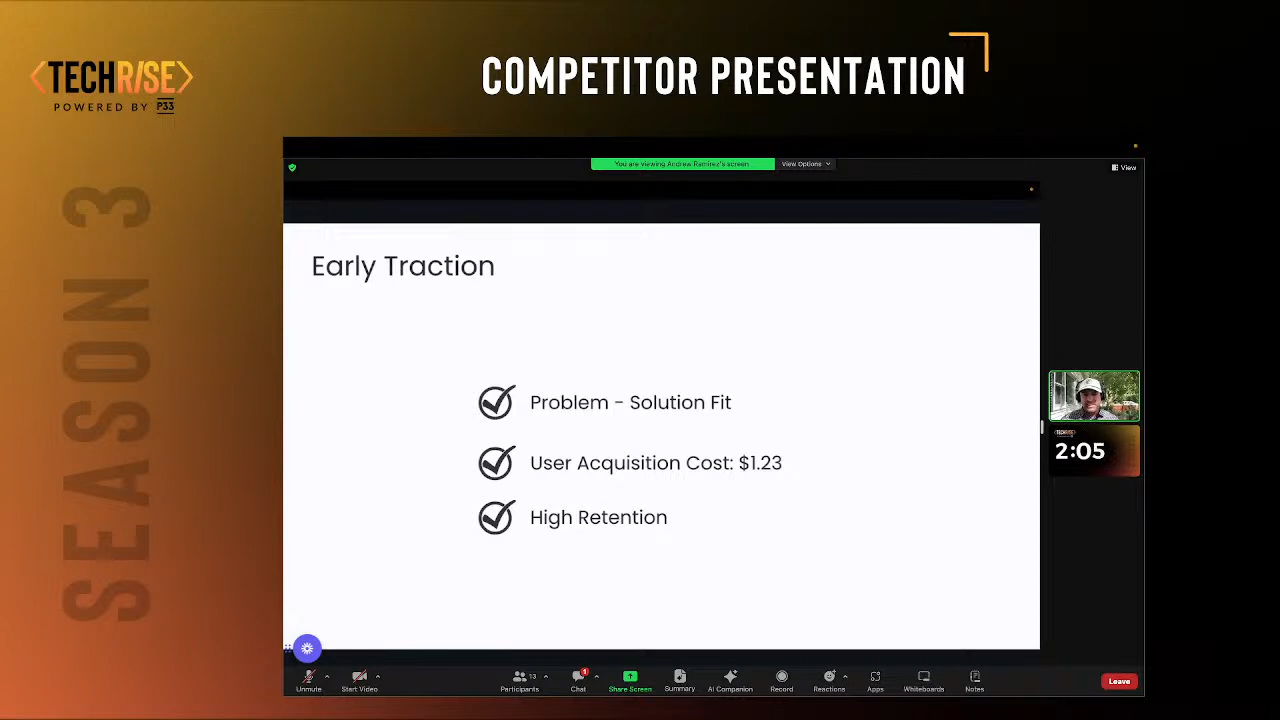 <TECHRISE>
POWERED BY P33
COMPETITOR PRESENTATION
SEASON 3
You are viewing Andrew Ramirez's screen
View Options
View
Early Traction
Problem - Solution Fit
User Acquisition Cost: $1.23
High Retention
2:05
Unmute
Start Video
13
Participants
1
Chat
Share Screen
Summary
AI Companion
Record
Reactions
Apps
Whiteboards
Notes
Leave